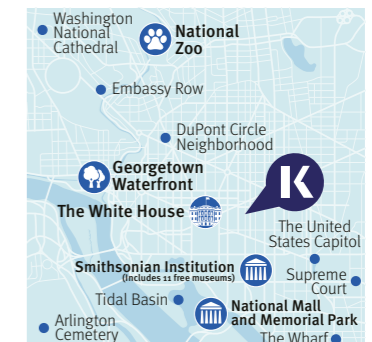 Washington
National
Cathedral
National
Zoo
Embassy Row
DuPont Circle
Neighborhood
Georgetown
Waterfront
K
The White House
The United
States Capitol
Smithsonian Institution
(Includes 11 free museums)
Supreme
Court
Tidal Basin
National Mall
and Memorial Park
Arlington
Cemetery
The Wharf